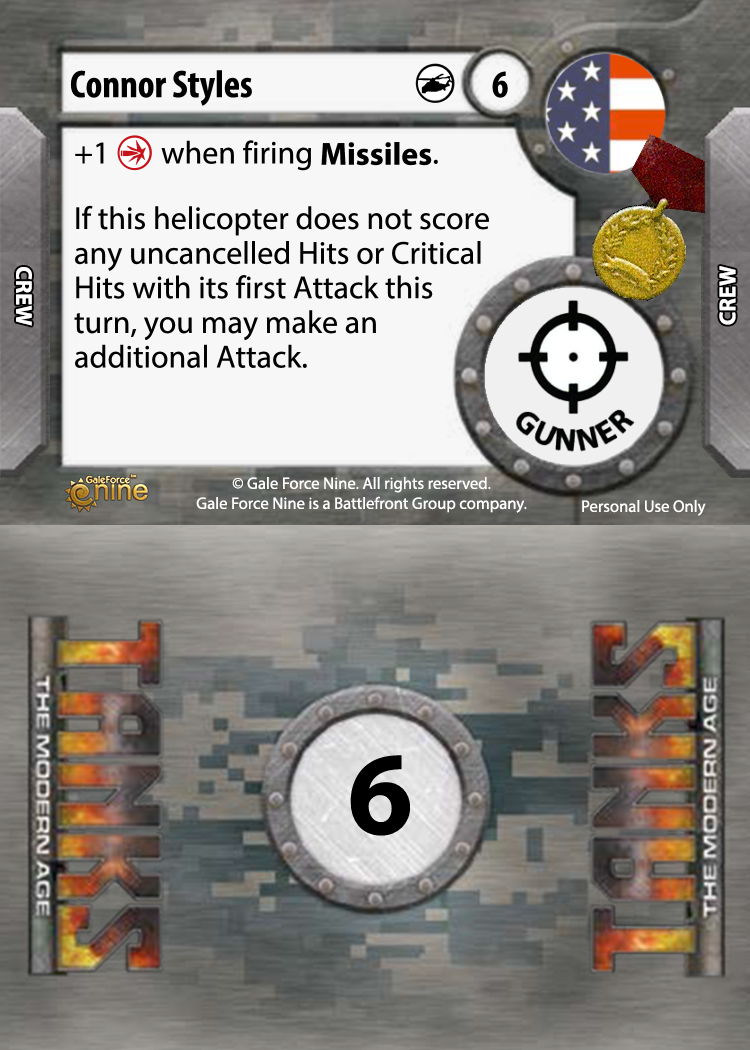 Connor Styles 6
+1 when firing Missiles.
If this helicopter does not score
any uncancelled Hits or Critical
Hits with its first Attack this
turn, you may make an
additional Attack.
GUNNER
CREW
CREW
GaleForce™
nine
© Gale Force Nine. All rights reserved.
Gale Force Nine is a Battlefront Group company.
Personal Use Only
TANKS
THE MODERN AGE
6
TANKS
THE MODERN AGE